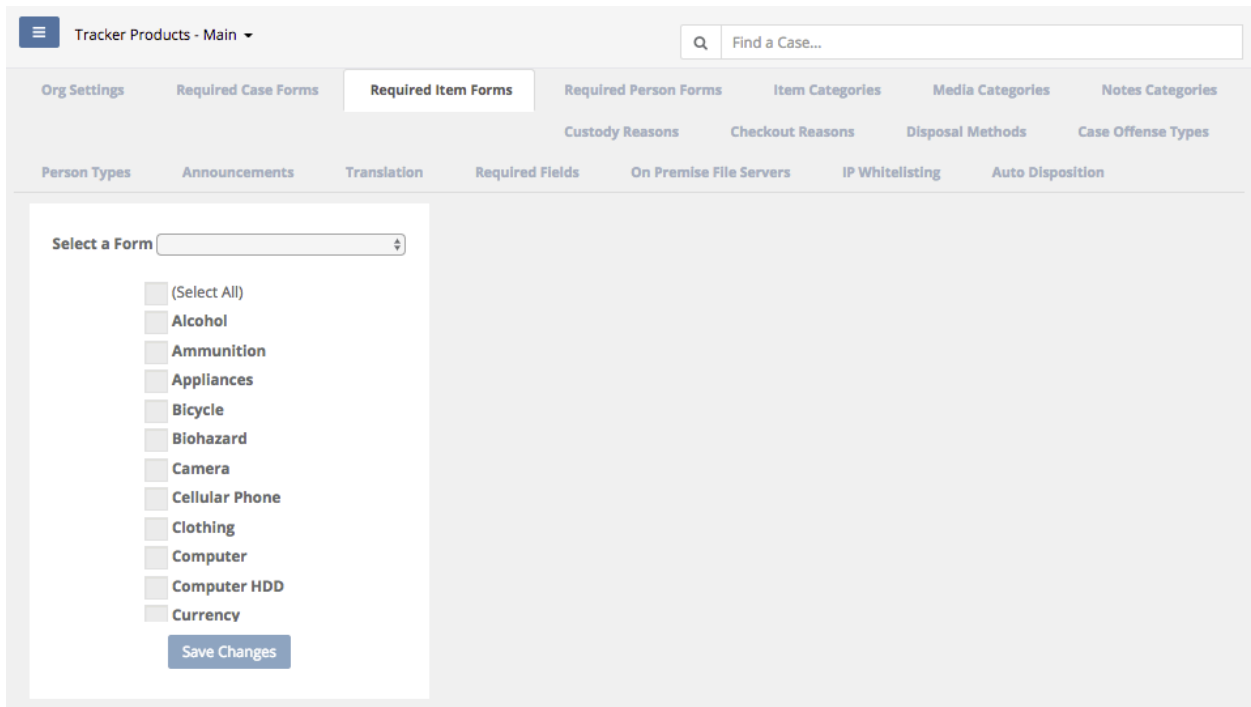 Tracker Products - Main
Find a Case...
Org Settings Required Case Forms Required Item Forms Required Person Forms Item Categories Media Categories Notes Categories
Custody Reasons Checkout Reasons Disposal Methods Case Offense Types
Person Types Announcements Translation Required Fields On Premise File Servers IP Whitelisting Auto Disposition
Select a Form
(Select All)
Alcohol
Ammunition
Appliances
Bicycle
Biohazard
Camera
Cellular Phone
Clothing
Computer
Computer HDD
Currency
Save Changes